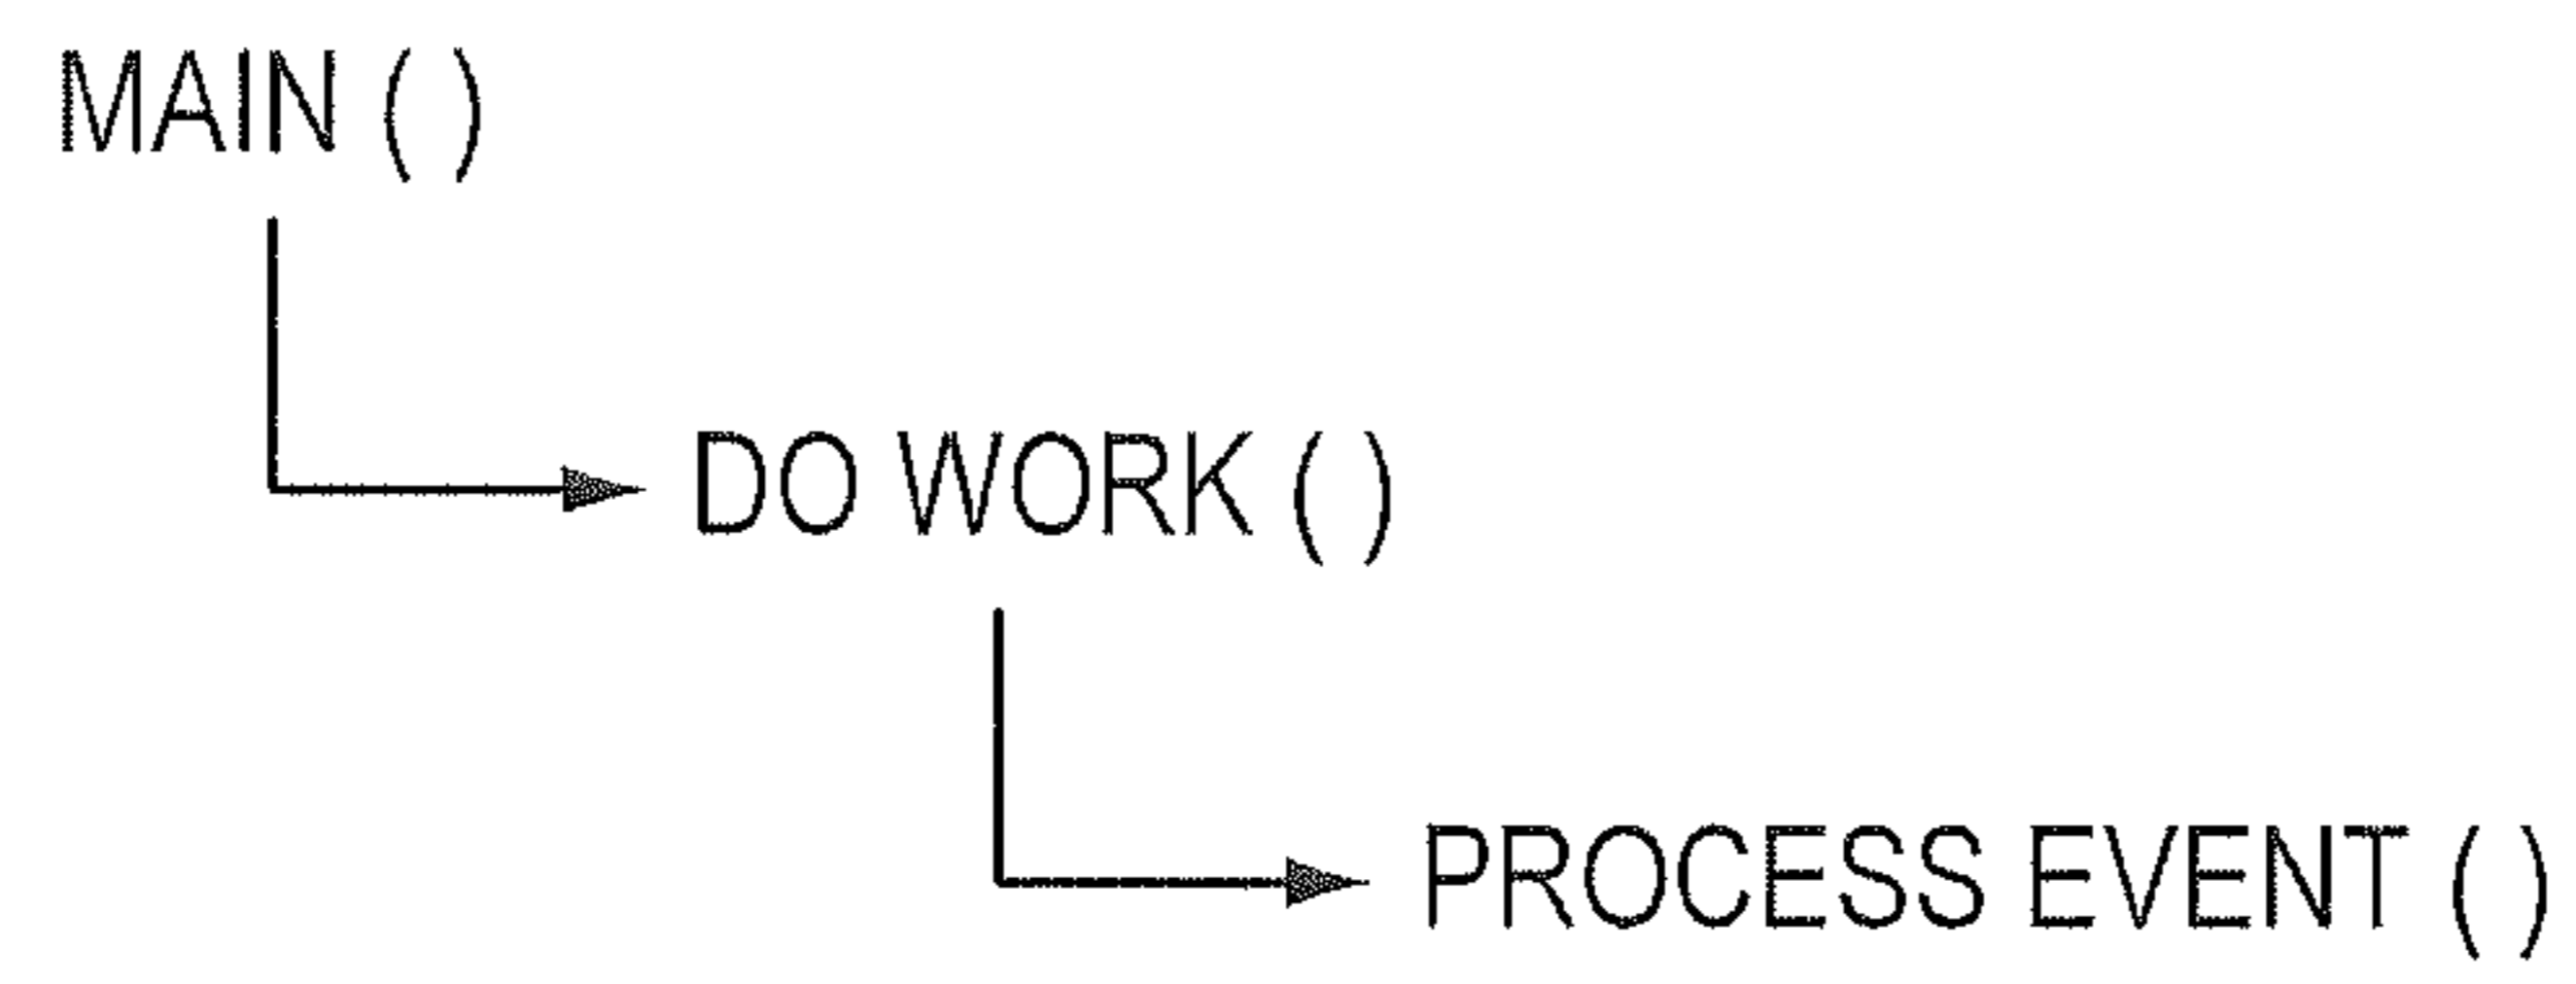 MAIN ( )
DO WORK ( )
PROCESS EVENT ( )